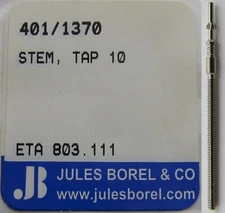 401/1370
STEM, TAP 10
ETA 803.111
JB JULES BOREL & CO
www.julesborel.com